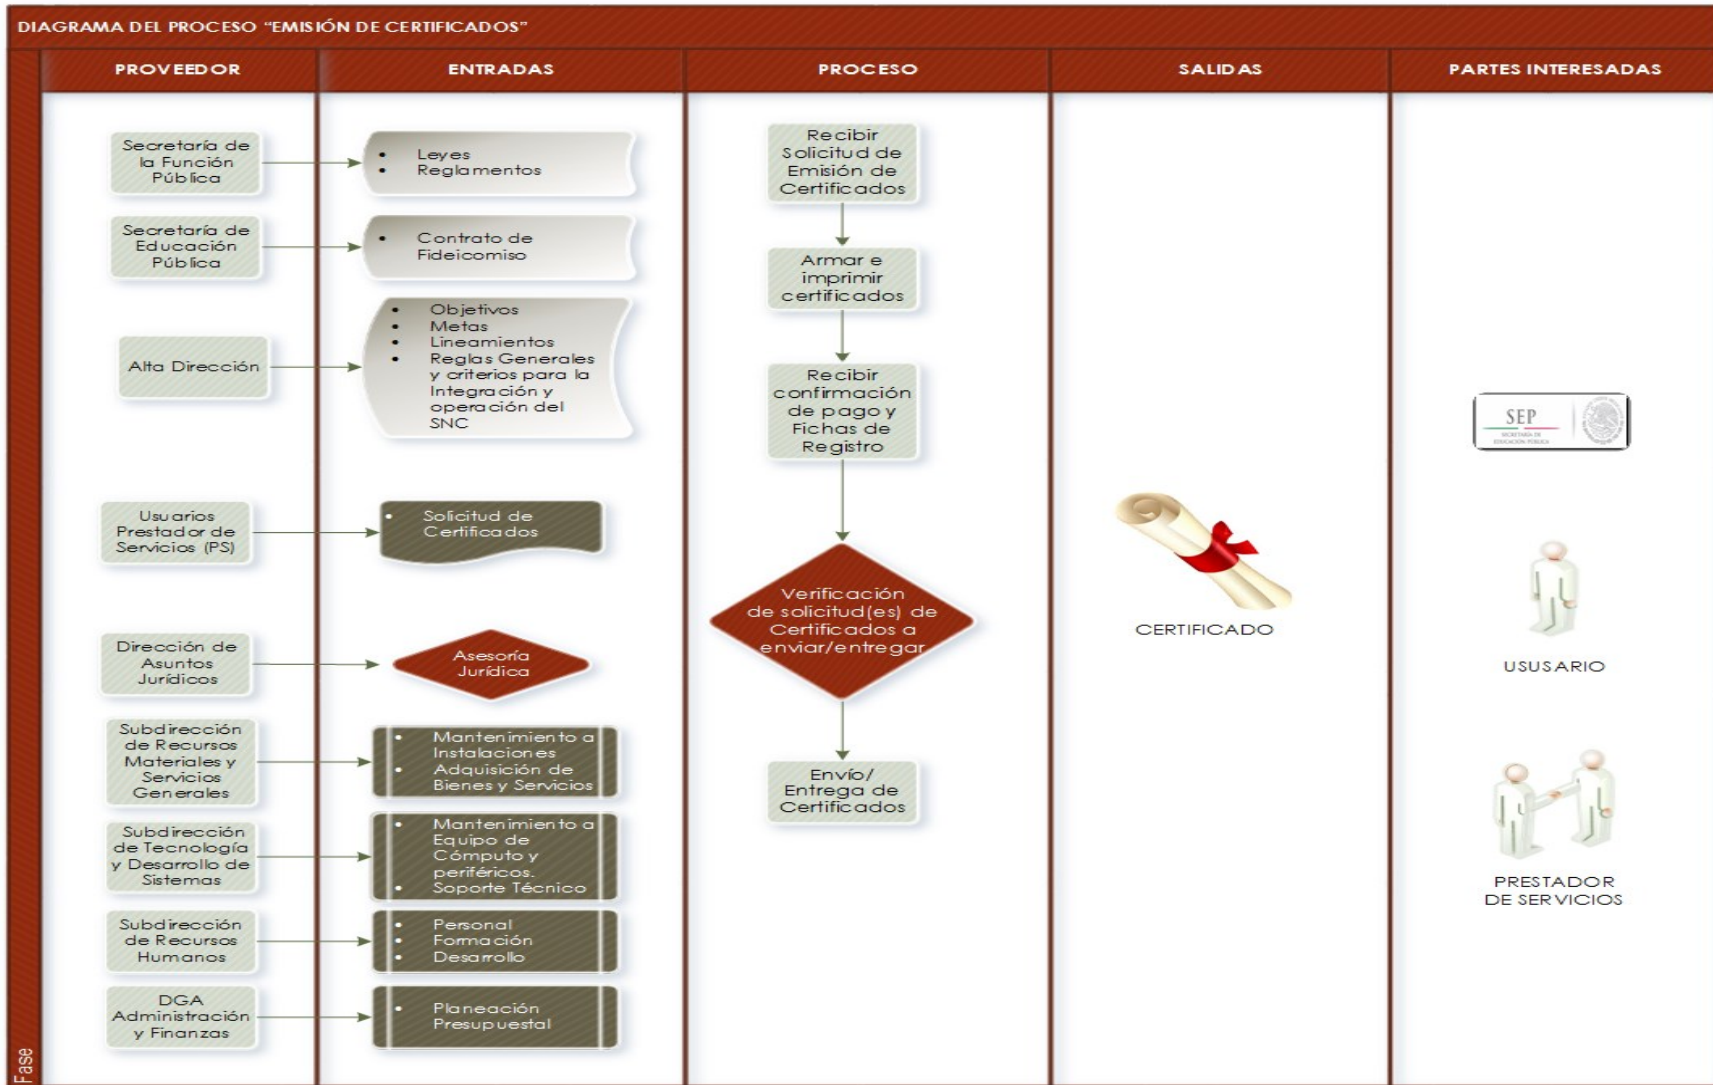 DIAGRAMA DEL PROCESO “EMISIÓN DE CERTIFICADOS”
PROVEEDOR
ENTRADAS
PROCESO
SALIDAS
PARTES INTERESADAS
Secretaría de
la Función
Pública
• Leyes
• Reglamentos
Secretaría de
Educación
Pública
• Contrato de
Fideicomiso
Alta Dirección
• Objetivos
• Metas
• Lineamientos
• Reglas Generales
y criterios para la
Integración y
operación del
SNC
Usuarios
Prestador de
Servicios (PS)
• Solicitud de
Certificados
Dirección de
Asuntos
Jurídicos
Asesoría
Jurídica
Subdirección
de Recursos
Materiales y
Servicios
Generales
• Mantenimiento a
Instalaciones
• Adquisición de
Bienes y Servicios
Subdirección
de Tecnología
y Desarrollo de
Sistemas
• Mantenimiento a
Equipo de
Cómputo y
periféricos.
• Soporte Técnico
Subdirección
de Recursos
Humanos
• Personal
• Formación
• Desarrollo
DGA
Administración
y Finanzas
• Planeación
Presupuestal
Recibir
Solicitud de
Emisión de
Certificados
Armar e
imprimir
certificados
Recibir
confirmación
de pago y
Fichas de
Registro
Verificación
de solicitud(es) de
Certificados a
enviar/entregar
Envío/
Entrega de
Certificados
CERTIFICADO
SEP
SECRETARÍA DE
EDUCACIÓN PÚBLICA
USUSARIO
PRESTADOR
DE SERVICIOS
Fase